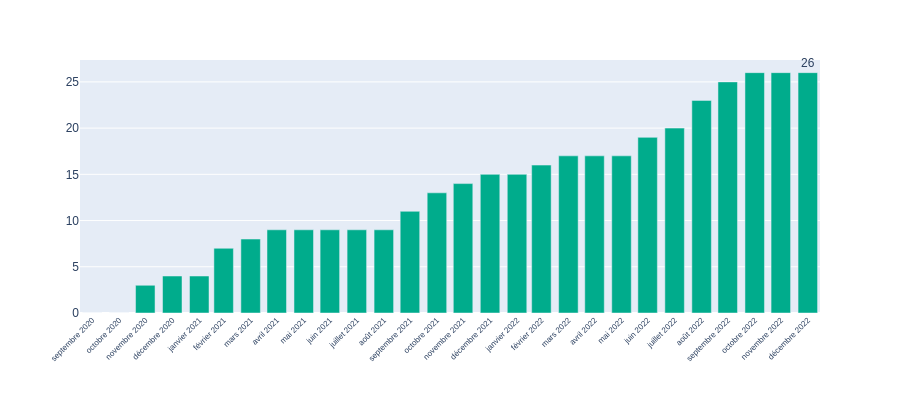 26
25
20
15
10
5
0
septembre 2020
octobre 2020
novembre 2020
décembre 2020
janvier 2021
février 2021
mars 2021
avril 2021
mai 2021
juin 2021
juillet 2021
août 2021
septembre 2021
octobre 2021
novembre 2021
décembre 2021
janvier 2022
février 2022
mars 2022
avril 2022
mai 2022
juin 2022
juillet 2022
août 2022
septembre 2022
octobre 2022
novembre 2022
décembre 2022